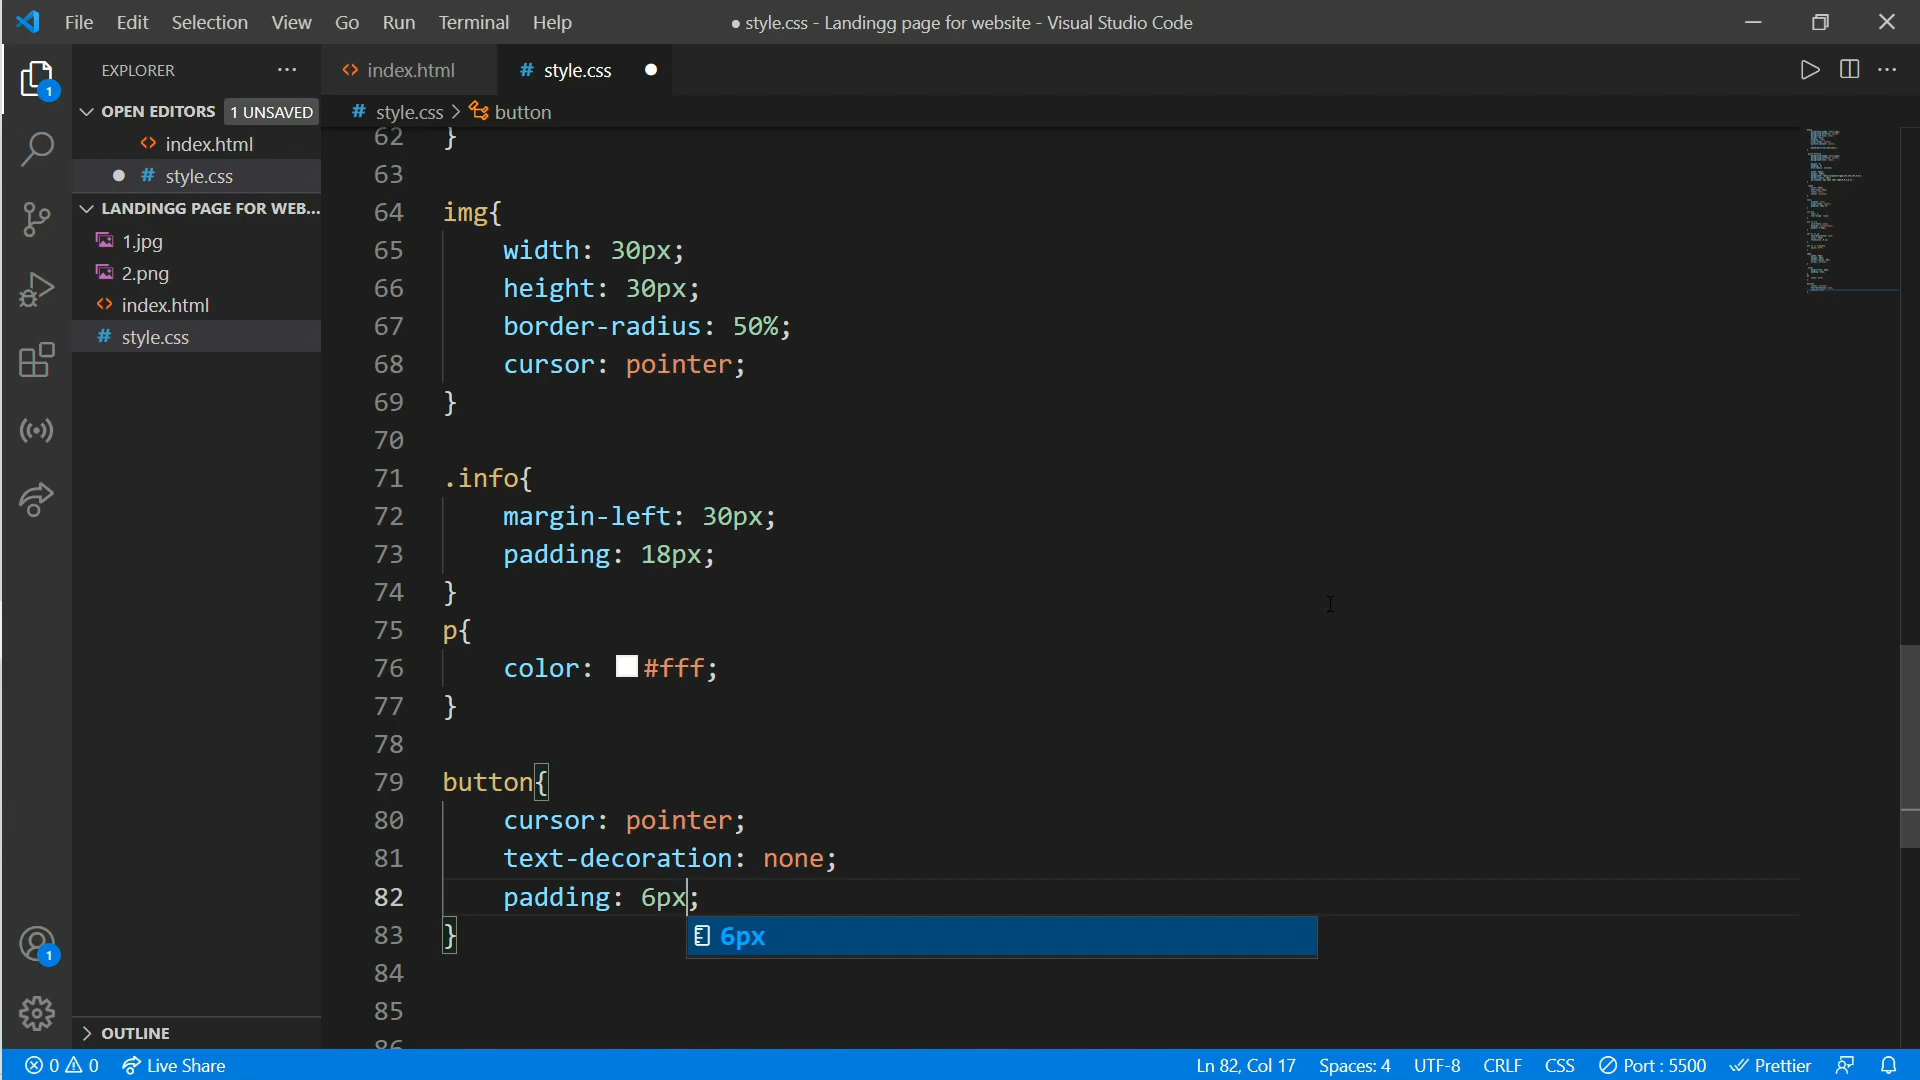 File Edit Selection View Go Run Terminal Help
● style.css - Landingg page for website - Visual Studio Code
EXPLORER
index.html
style.css
OPEN EDITORS 1 UNSAVED
index.html
style.css
LANDINGG PAGE FOR WEB...
1.jpg
2.png
index.html
style.css
OUTLINE
style.css > button
62 }
63
64 img{
65 width: 30px;
66 height: 30px;
67 border-radius: 50%;
68 cursor: pointer;
69 }
70
71 .info{
72 margin-left: 30px;
73 padding: 18px;
74 }
75 p{
76 color: #fff;
77 }
78
79 button{
80 cursor: pointer;
81 text-decoration: none;
82 padding: 6px;
83 }
6px
84
85
86
1
1
0 0 Live Share
Ln 82, Col 17 Spaces: 4 UTF-8 CRLF CSS Port : 5500 Prettier